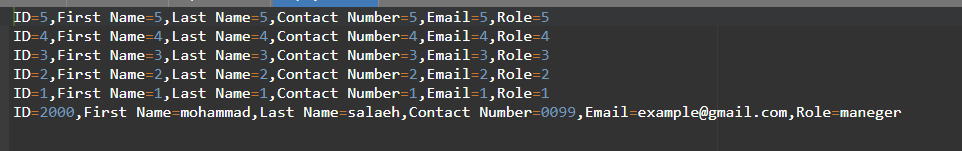 ID=5,First Name=5,Last Name=5,Contact Number=5,Email=5,Role=5
ID=4,First Name=4,Last Name=4,Contact Number=4,Email=4,Role=4
ID=3,First Name=3,Last Name=3,Contact Number=3,Email=3,Role=3
ID=2,First Name=2,Last Name=2,Contact Number=2,Email=2,Role=2
ID=1,First Name=1,Last Name=1,Contact Number=1,Email=1,Role=1
ID=2000,First Name=mohammad,Last Name=salaeh,Contact Number=0099,Email=example@gmail.com,Role=maneger